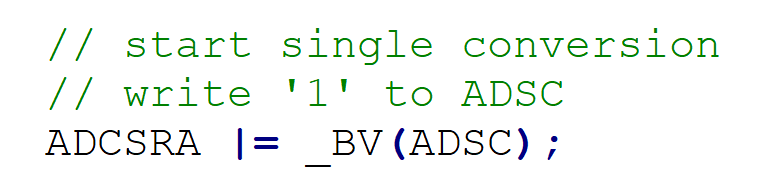 // start single conversion
// write '1' to ADSC
ADCSRA |= _BV(ADSC);